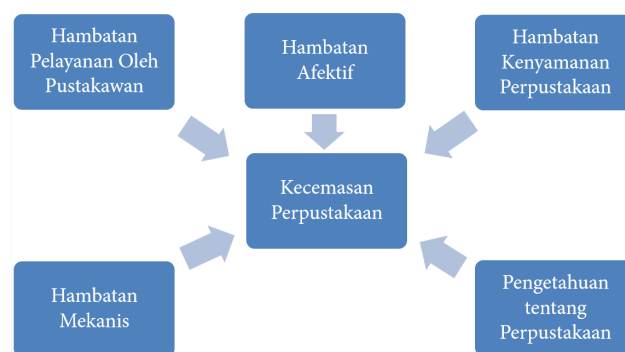 Hambatan
Pelayanan Oleh
Pustakawan
Hambatan
Afektif
Hambatan
Kenyamanan
Perpustakaan
Kecemasan
Perpustakaan
Hambatan
Mekanis
Pengetahuan
tentang
Perpustakaan